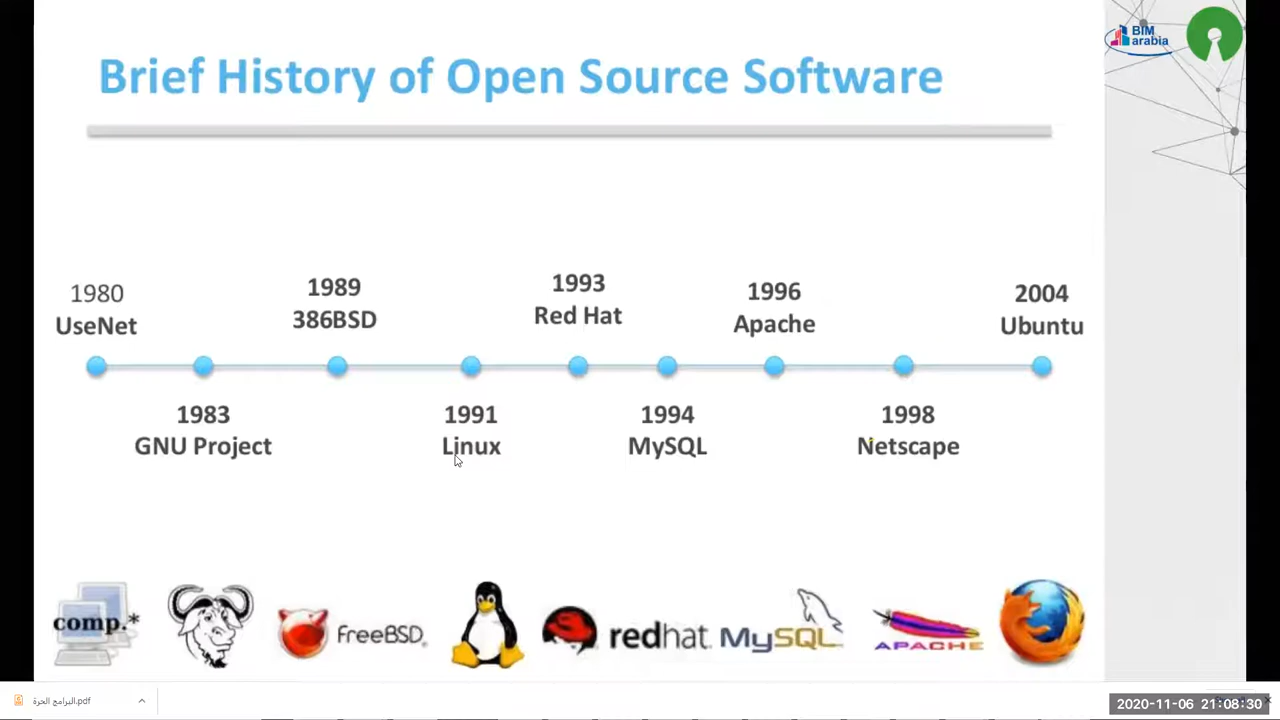 Brief History of Open Source Software
BIM
arabia
1980
UseNet
1989
386BSD
1993
Red Hat
1996
Apache
2004
Ubuntu
1983
GNU Project
1991
Linux
1994
MySQL
1998
Netscape
comp.*
FreeBSD
redhat.
MySQL
APACHE
البرامج الحرة.pdf
2020-11-06 21:08:30